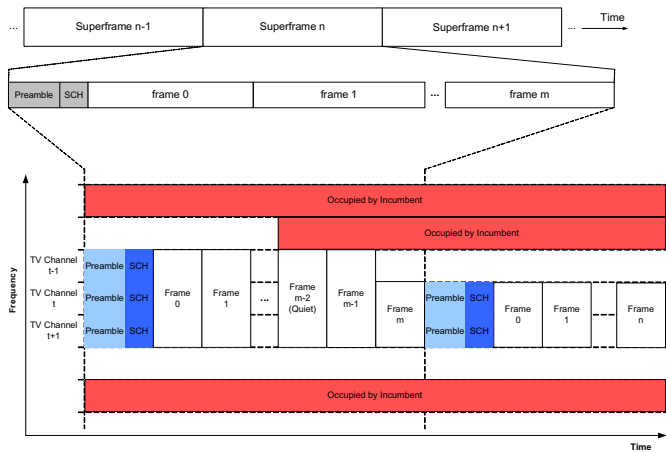 ... Superframe n-1 Superframe n Superframe n+1 ... Time
Preamble SCH frame 0 frame 1 ... frame m
Occupied by Incumbent
Occupied by Incumbent
TV Channel
t-1
Preamble SCH
TV Channel
t
Preamble SCH
TV Channel
t+1
Preamble SCH
Frame
0
Frame
1
...
Frame
m-2
(Quiet)
Frame
m-1
Frame
m
Preamble SCH
Preamble SCH
Frame
0
Frame
1
...
Frame
n
Occupied by Incumbent
Frequency
Time